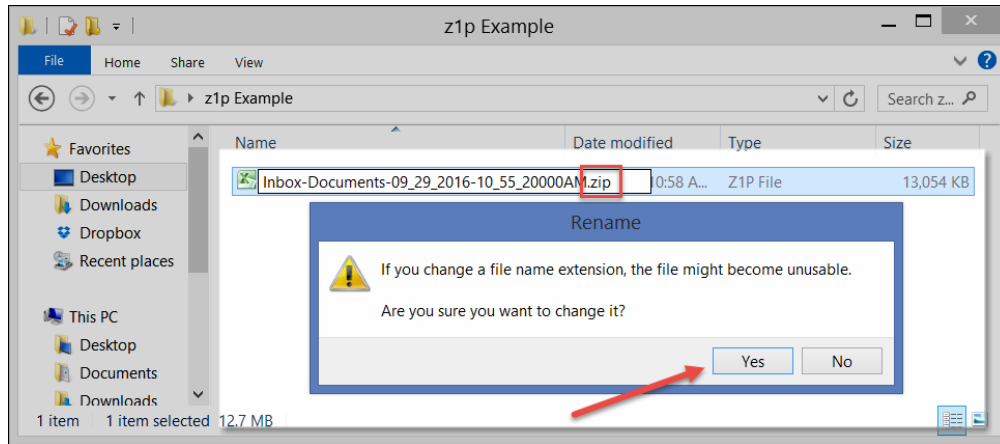 z1p Example
File Home Share View
z1p Example Search z...
Favorites
Desktop
Downloads
Dropbox
Recent places
This PC
Desktop
Documents
Downloads
Name Date modified Type Size
Inbox-Documents-09_29_2016-10_55_20000AM.zip 10:58 A... Z1P File 13,054 KB
Rename
If you change a file name extension, the file might become unusable.
Are you sure you want to change it?
Yes No
1 item 1 item selected 12.7 MB